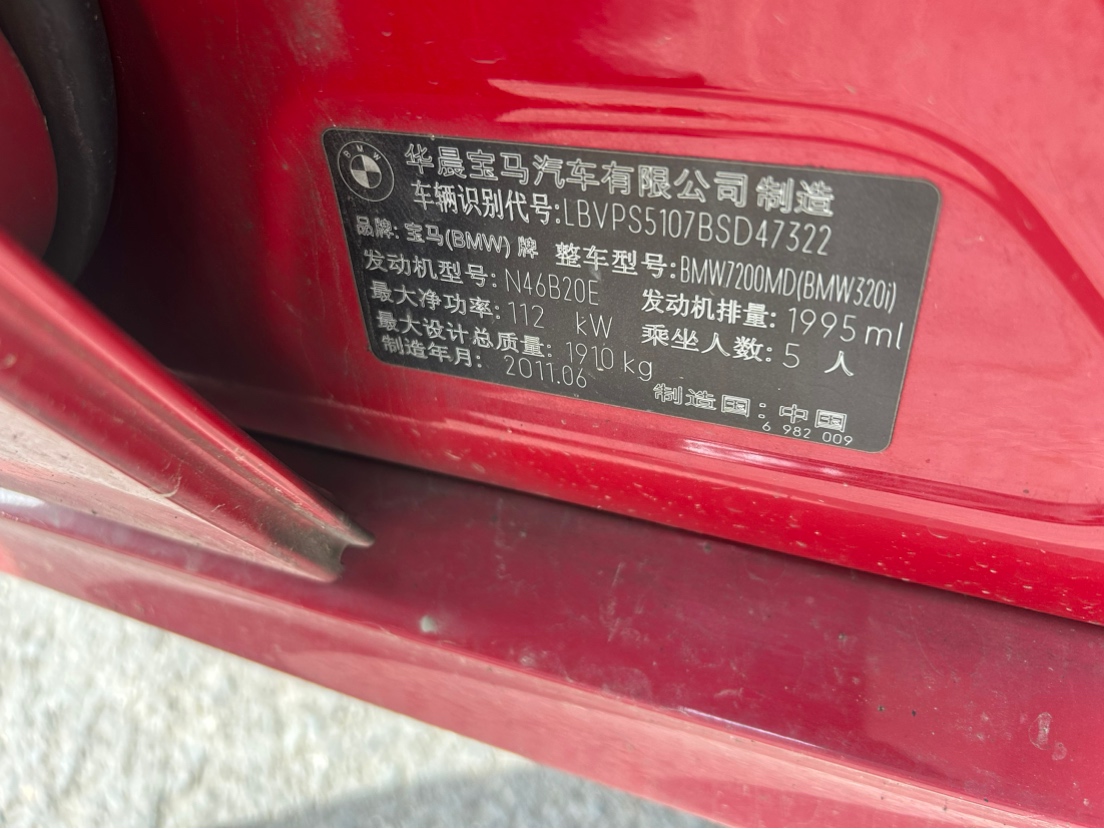 BMW
华晨宝马汽车有限公司 制造
车辆识别代号:LBVPS5107BSD47322
品牌: 宝马(BMW) 牌 整车型号:BMW7200MD(BMW320i)
发动机型号: N46B20E 发动机排量: 1995 ml
最大净功率: 112 kW 乘坐人数: 5 人
最大设计总质量: 1910 kg
制造年月: 2011.06 制造国: 中国
6 982 009